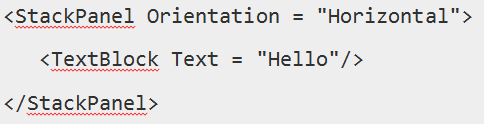 <StackPanel Orientation = "Horizontal">
<TextBlock Text = "Hello"/>
</StackPanel>